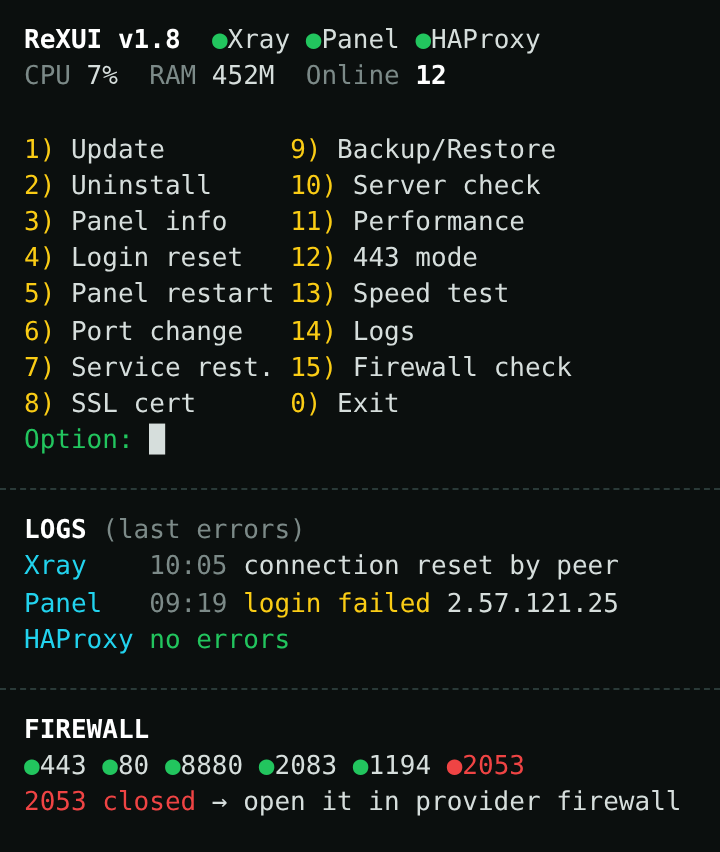 ReXUI v1.8 ●Xray ●Panel ●HAProxy
CPU 7% RAM 452M Online 12
1) Update 9) Backup/Restore
2) Uninstall 10) Server check
3) Panel info 11) Performance
4) Login reset 12) 443 mode
5) Panel restart 13) Speed test
6) Port change 14) Logs
7) Service rest. 15) Firewall check
8) SSL cert 0) Exit
Option:
LOGS (last errors)
Xray 10:05 connection reset by peer
Panel 09:19 login failed 2.57.121.25
HAProxy no errors
FIREWALL
●443 ●80 ●8880 ●2083 ●1194 ●2053
2053 closed → open it in provider firewall